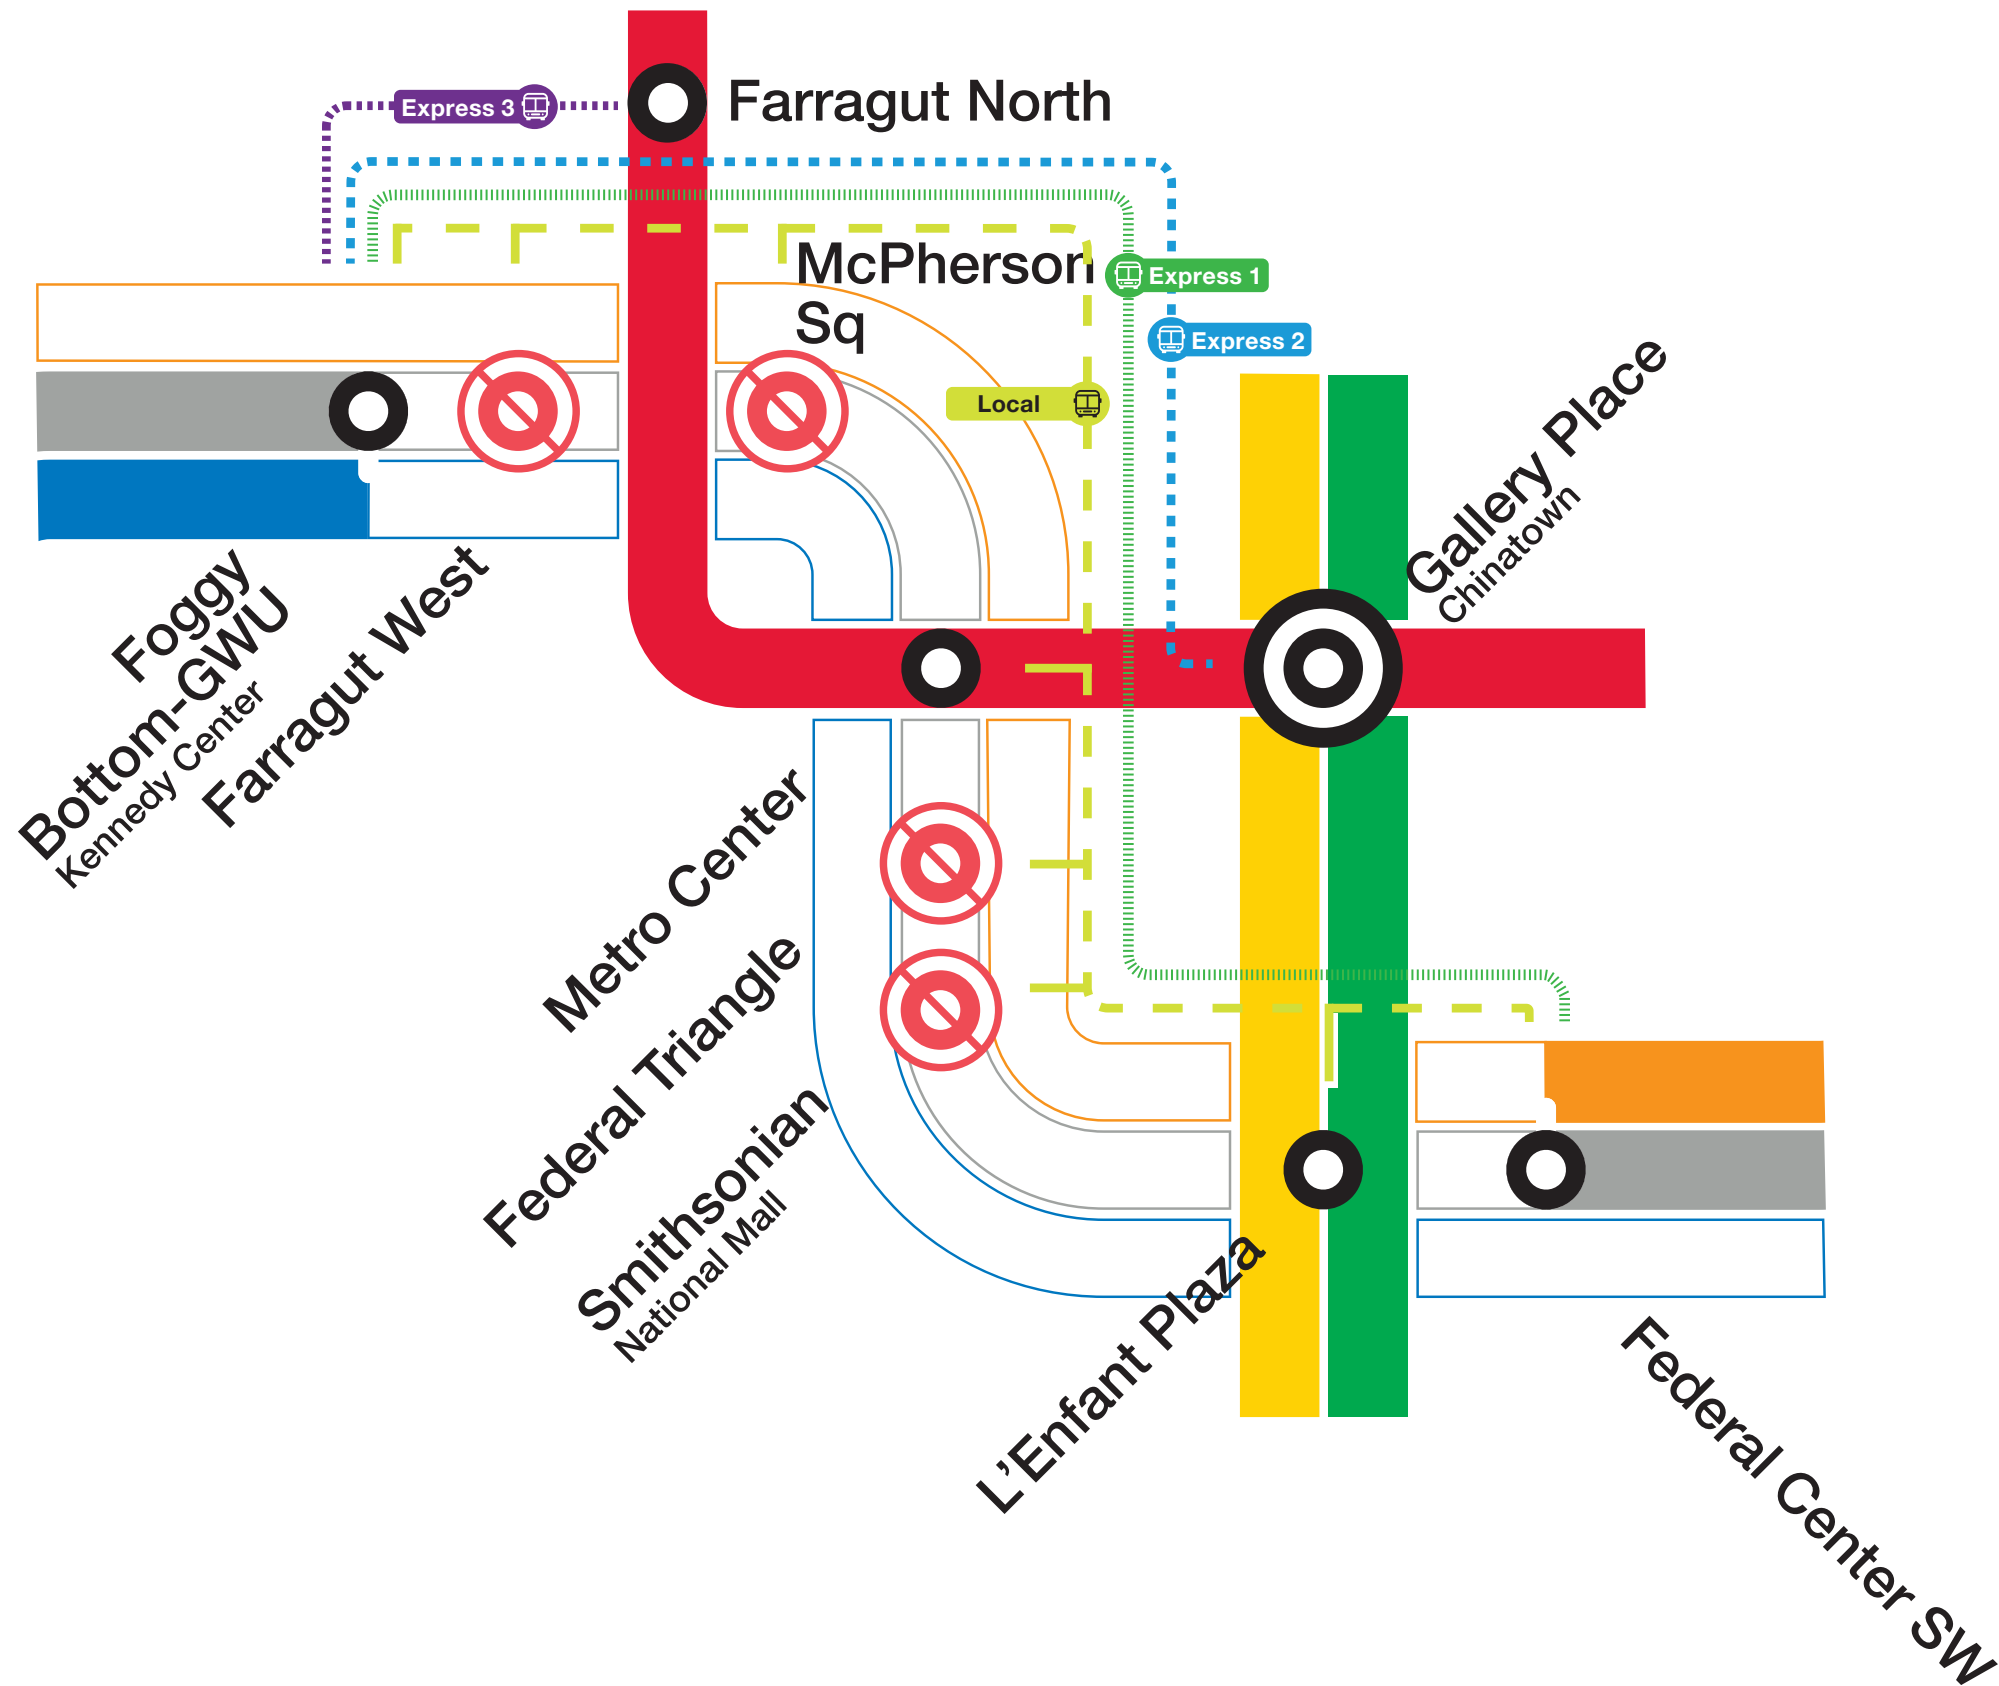 Express 3
Farragut North
McPherson
Sq
Express 1
Express 2
Local
Gallery Place
Chinatown
Foggy
Bottom-GWU
Kennedy Center
Farragut West
Metro Center
Federal Triangle
Smithsonian
National Mall
L’Enfant Plaza
Federal Center SW